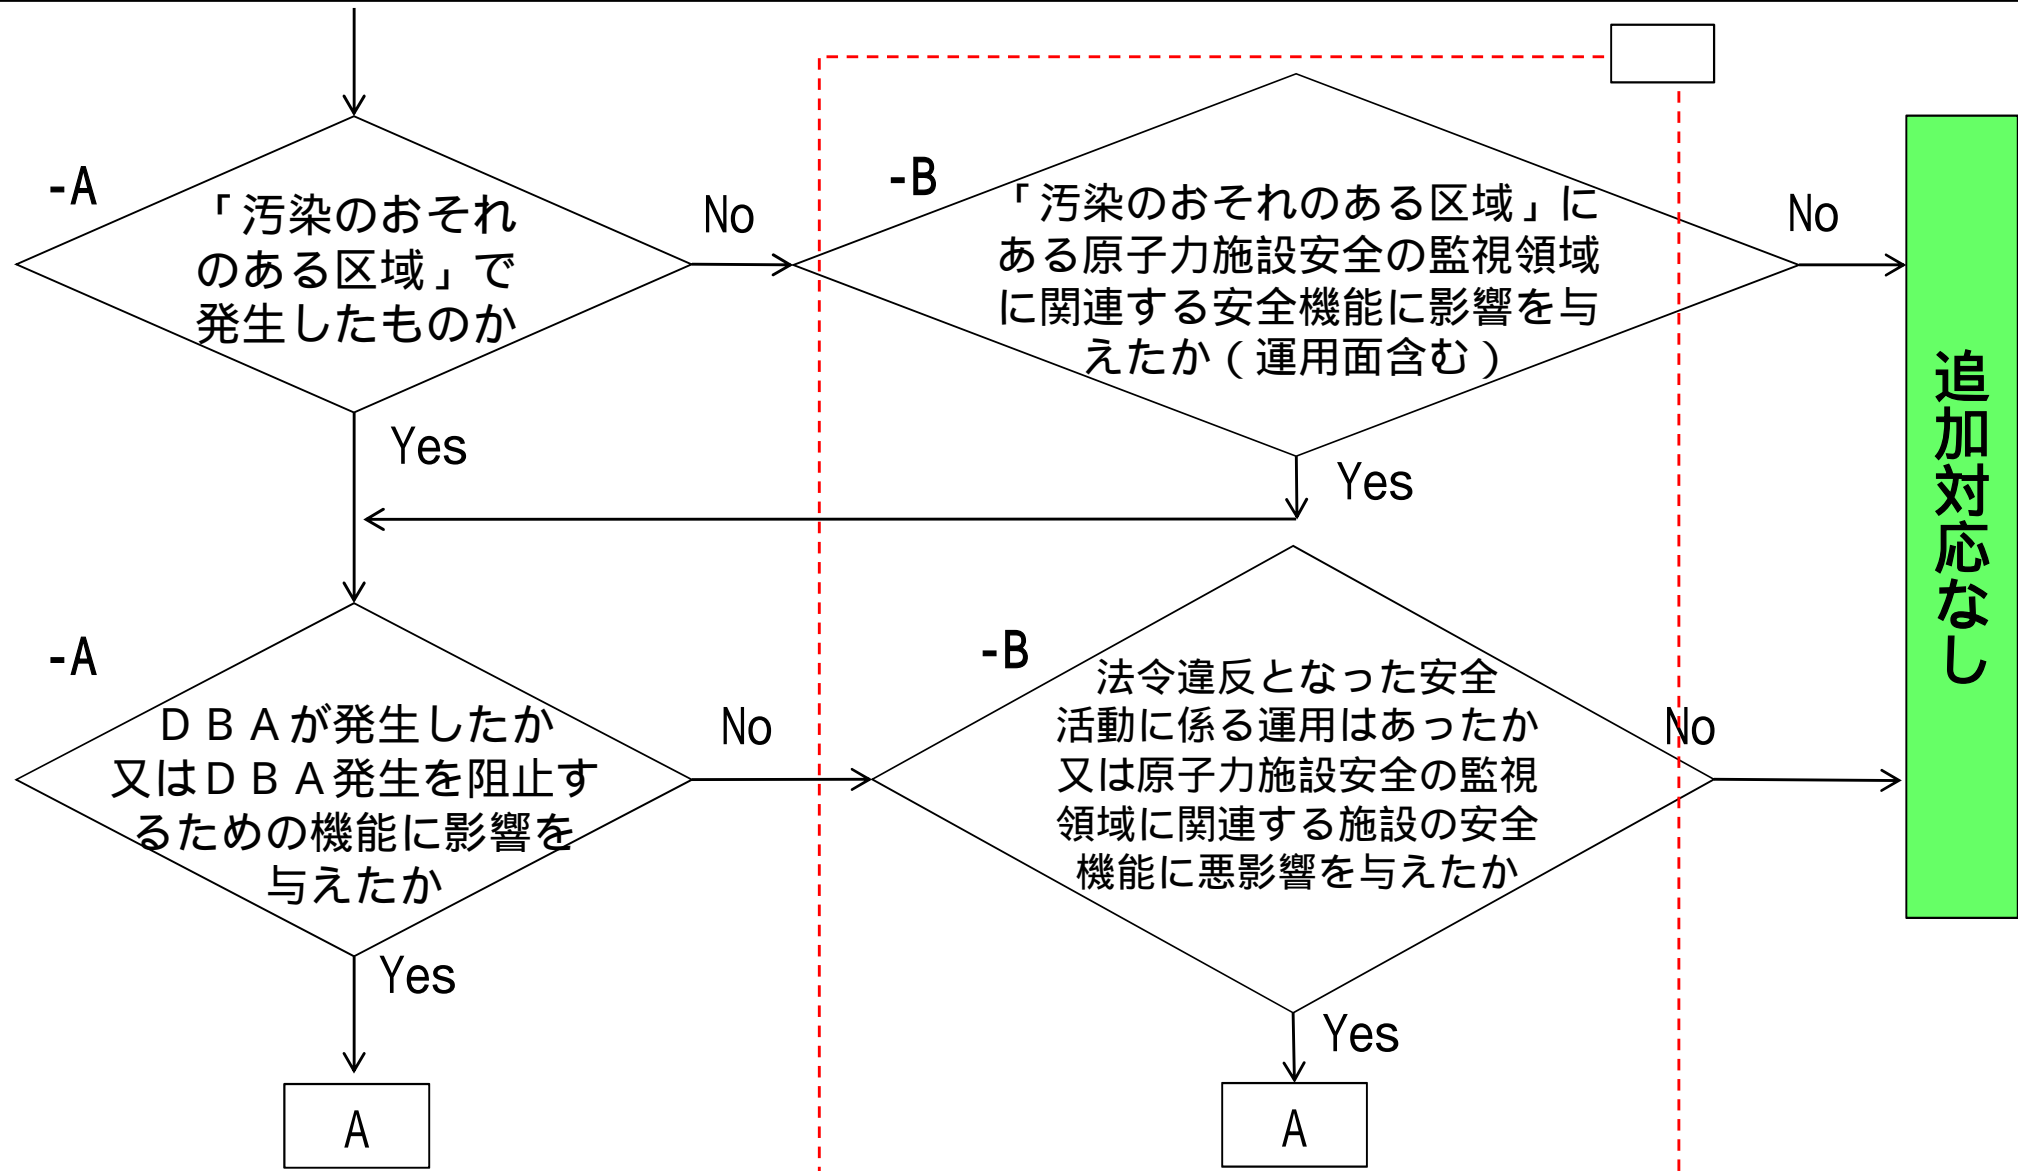 -A
「汚染のおそれ
のある区域」で
発生したものか
No
Yes
-B
「汚染のおそれのある区域」に
ある原子力施設安全の監視領域
に関連する安全機能に影響を与
えたか（運用面含む）
No
Yes
-A
ＤＢＡが発生したか
又はＤＢＡ発生を阻止す
るための機能に影響を
与えたか
No
Yes
A
-B
法令違反となった安全
活動に係る運用はあったか
又は原子力施設安全の監視
領域に関連する施設の安全
機能に悪影響を与えたか
No
Yes
A
追加対応なし